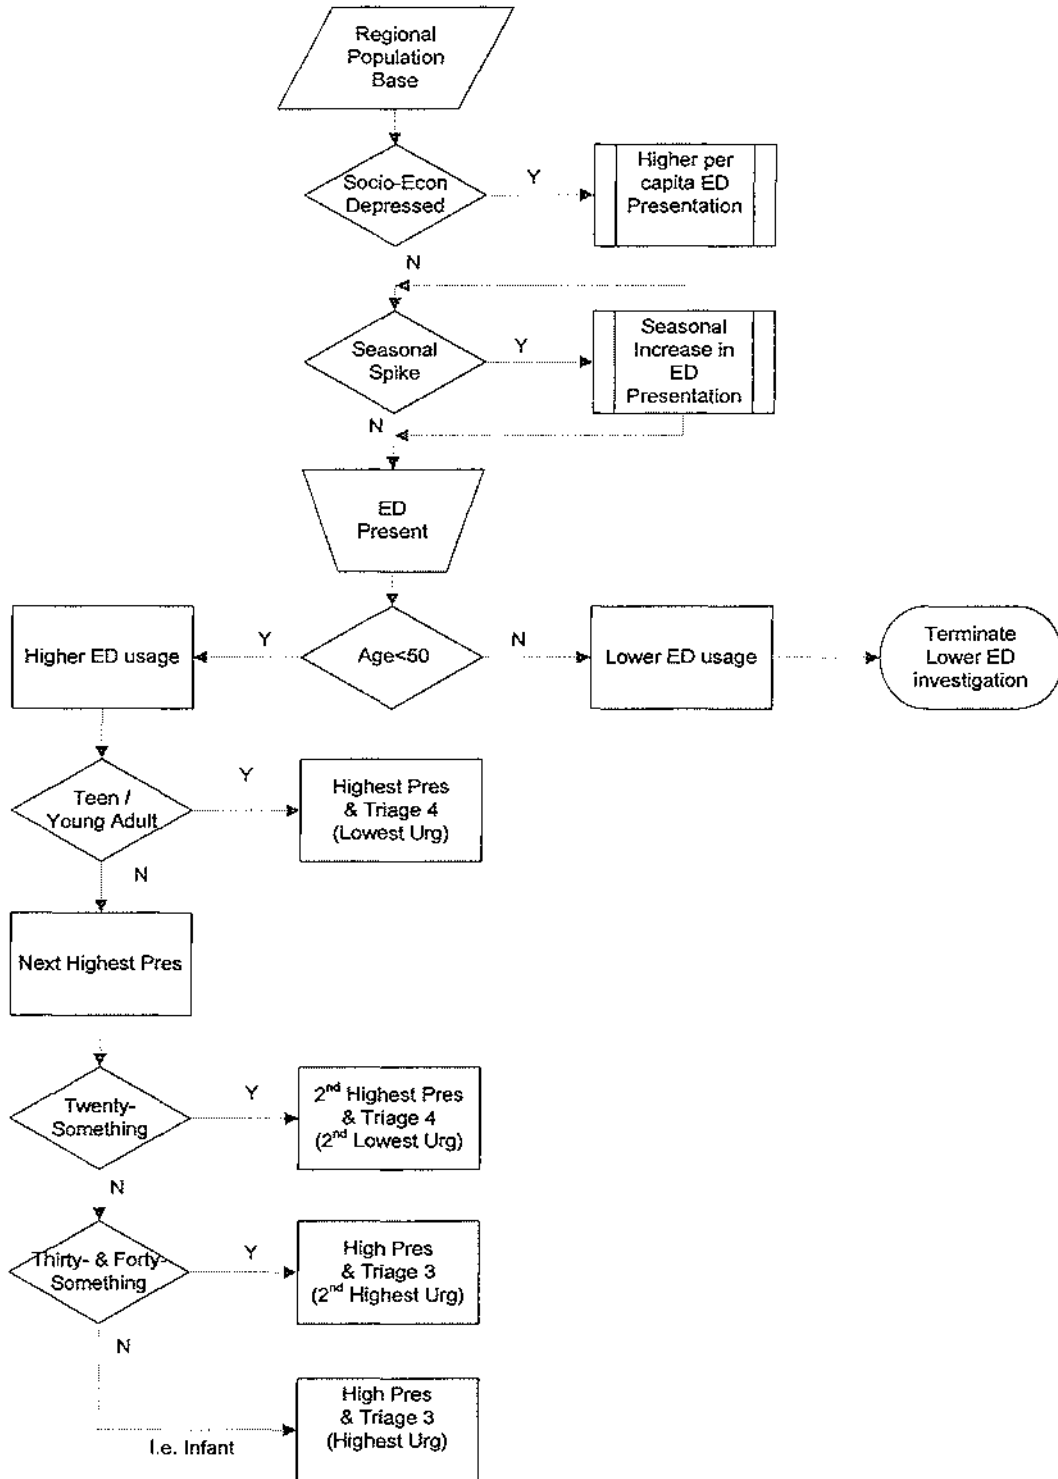 Regional
Population
Base
Socio-Econ
Depressed
Y
Higher per
capita ED
Presentation
N
Seasonal
Spike
Y
Seasonal
Increase in
ED
Presentation
N
ED
Present
Higher ED usage
Y
Age<50
N
Lower ED usage
Terminate
Lower ED
investigation
Teen /
Young Adult
Y
Highest Pres
& Triage 4
(Lowest Urg)
N
Next Highest Pres
Twenty-
Something
Y
2nd Highest Pres
& Triage 4
(2nd Lowest Urg)
N
Thirty- & Forty-
Something
Y
High Pres
& Triage 3
(2nd Highest Urg)
N
I.e. Infant
High Pres
& Triage 3
(Highest Urg)